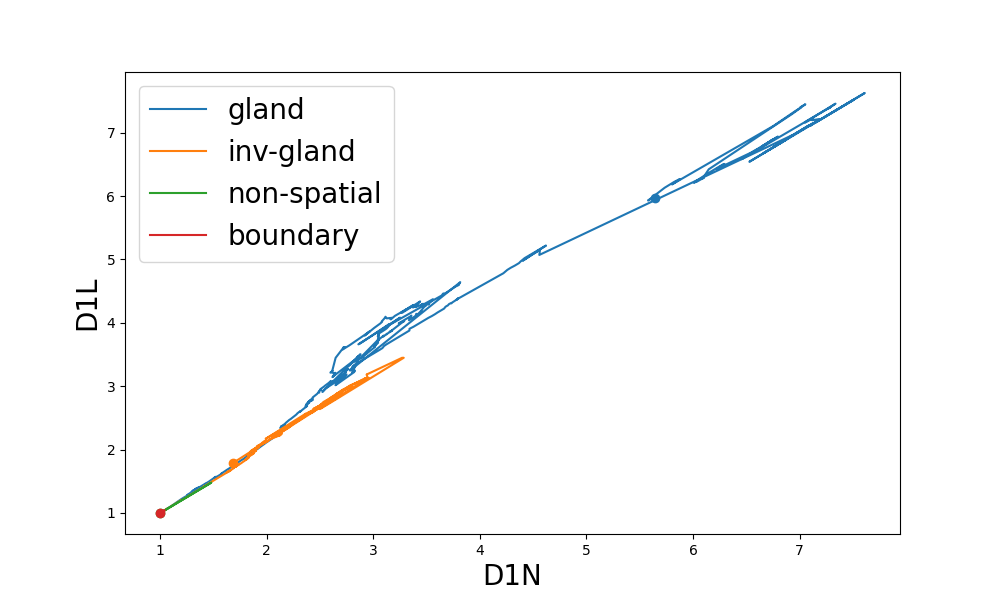 gland
inv-gland
non-spatial
boundary
7
6
5
4
3
2
1
D1L
1 2 3 4 5 6 7
D1N